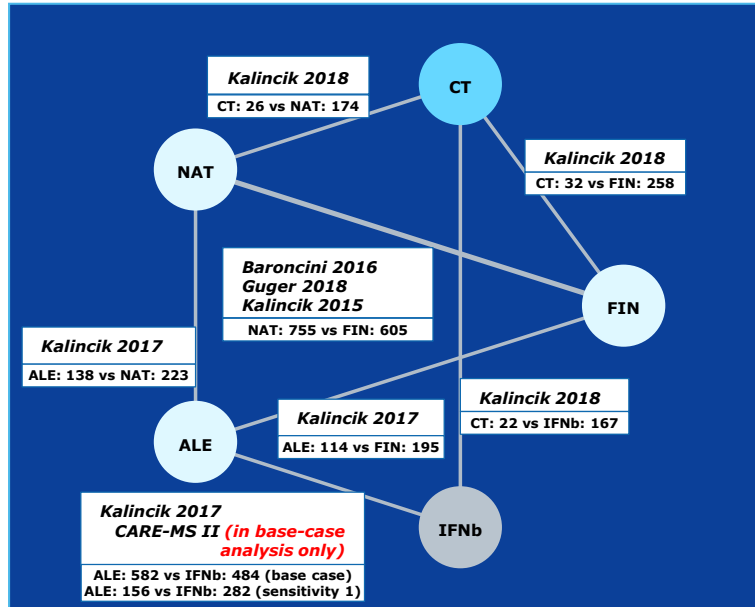 Kalincik 2018
CT: 26 vs NAT: 174
CT
NAT
Kalincik 2018
CT: 32 vs FIN: 258
Baroncini 2016
Guger 2018
Kalincik 2015
NAT: 755 vs FIN: 605
FIN
Kalincik 2017
ALE: 138 vs NAT: 223
Kalincik 2018
CT: 22 vs IFNb: 167
Kalincik 2017
ALE: 114 vs FIN: 195
ALE
IFNb
Kalincik 2017
CARE-MS II (in base-case
analysis only)
ALE: 582 vs IFNb: 484 (base case)
ALE: 156 vs IFNb: 282 (sensitivity 1)